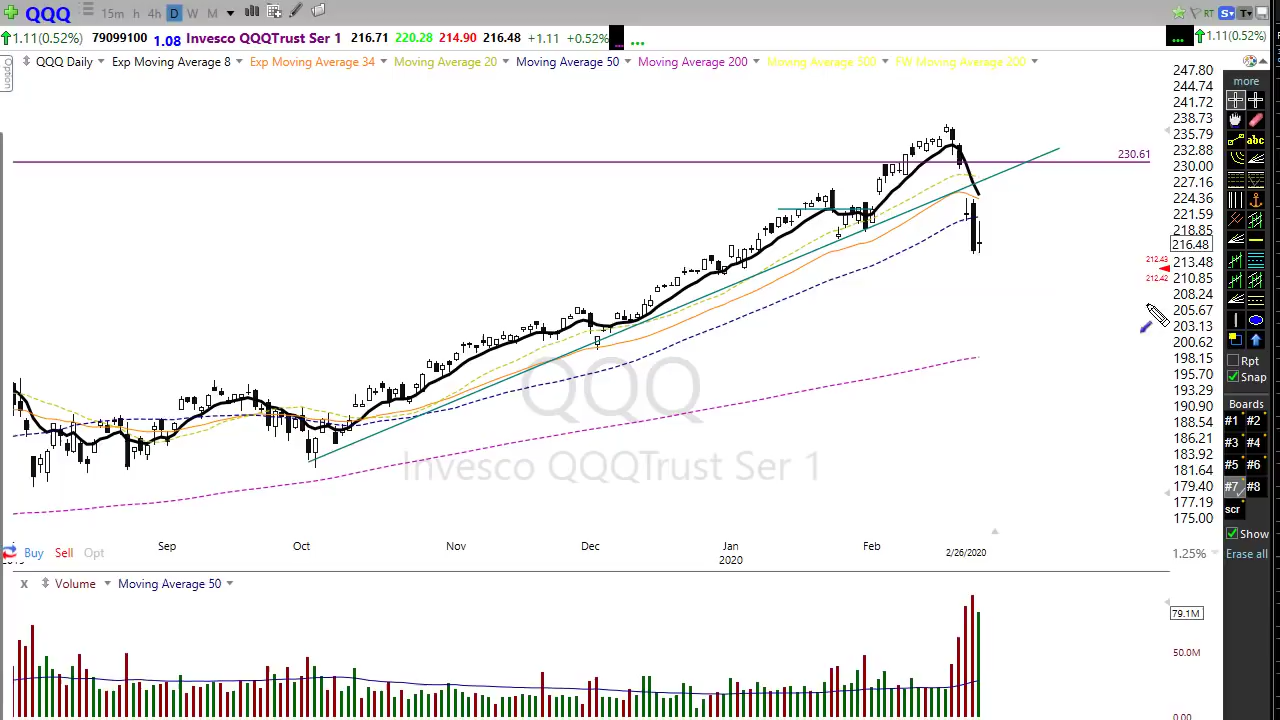 QQQ 15m h 4h D W M RT S T 1.11(0.52%)
1.11(0.52%) 79099100 1.08 Invesco QQQTrust Ser 1 216.71 220.28 214.90 216.48 +1.11 +0.52% ... ...
Option
QQQ Daily Exp Moving Average 8 Exp Moving Average 34 Moving Average 20 Moving Average 50 Moving Average 200 Moving Average 300 FW Moving Average 200
247.80
244.74
241.72
238.73
235.79
232.88
230.61
230.00
227.16
224.36
221.59
218.85
216.48
212.43
213.48
212.42
210.85
208.24
205.67
203.13
200.62
198.15
195.70
193.29
190.90
188.54
186.21
183.92
181.64
179.40
177.19
175.00
QQQ
Invesco QQQTrust Ser 1
more
abc
Rpt
Snap
Boards
#1 #2
#3 #4
#5 #6
#7 #8
scr
Show
Erase all
Sep Oct Nov Dec Jan Feb 2/26/2020
2020
Buy Sell Opt 1.25%
x Volume Moving Average 50
79.1M
50.0M
0.00